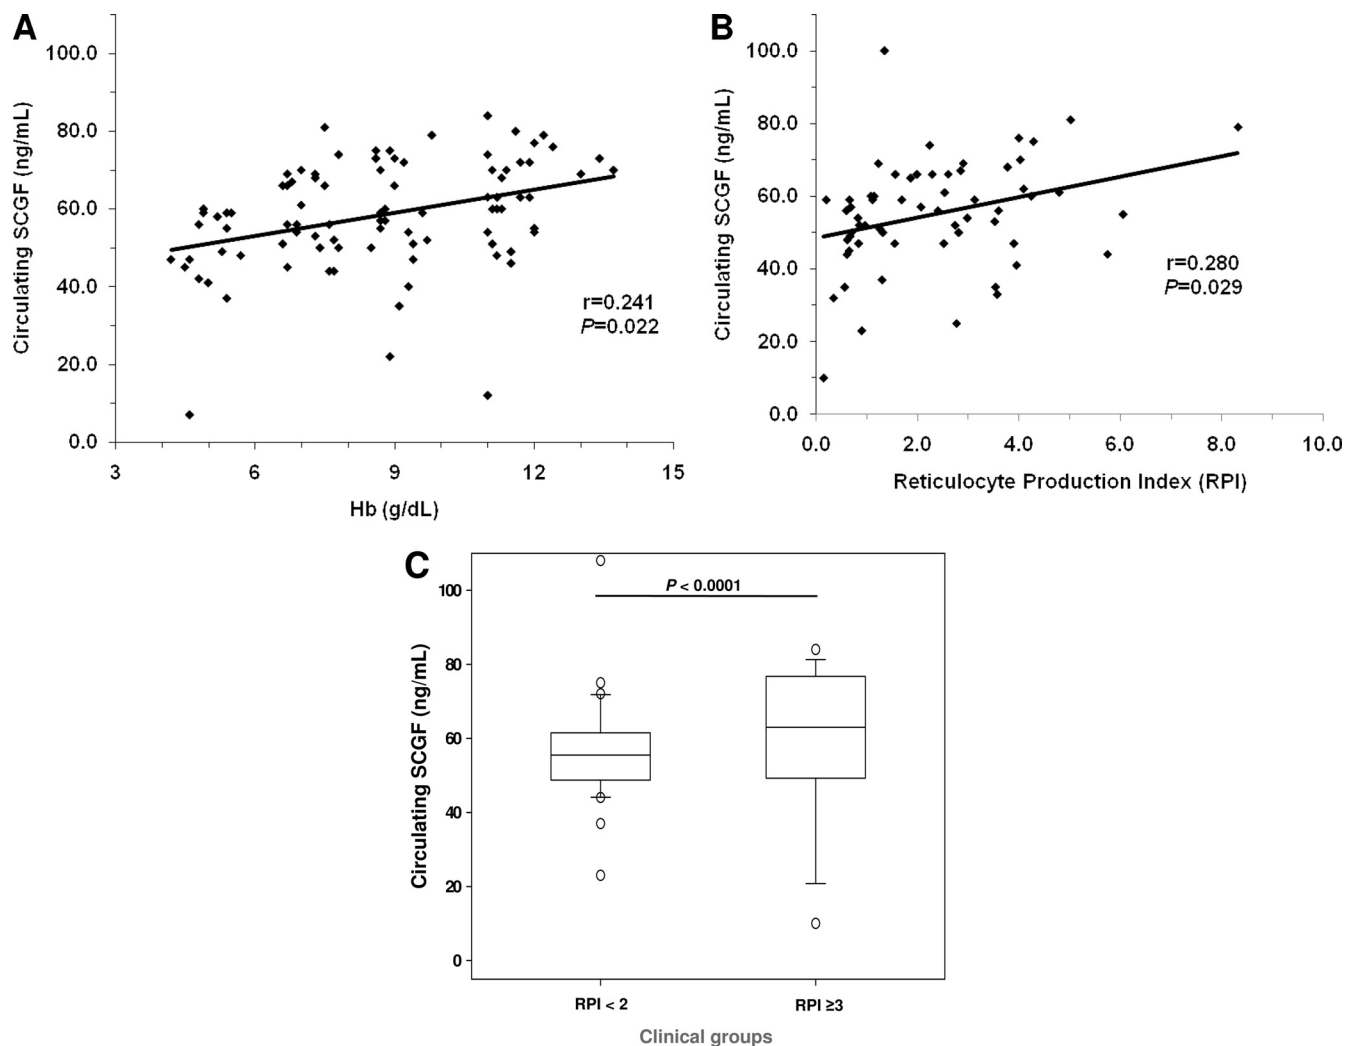 A
Circulating SCGF (ng/mL)
100.0
80.0
60.0
40.0
20.0
0.0
3 6 9 12 15
Hb (g/dL)
r=0.241
P=0.022
B
Circulating SCGF (ng/mL)
100.0
80.0
60.0
40.0
20.0
0.0
0.0 2.0 4.0 6.0 8.0 10.0
Reticulocyte Production Index (RPI)
r=0.280
P=0.029
C
Circulating SCGF (ng/mL)
100
80
60
40
20
0
P < 0.0001
RPI < 2 RPI ≥3
Clinical groups